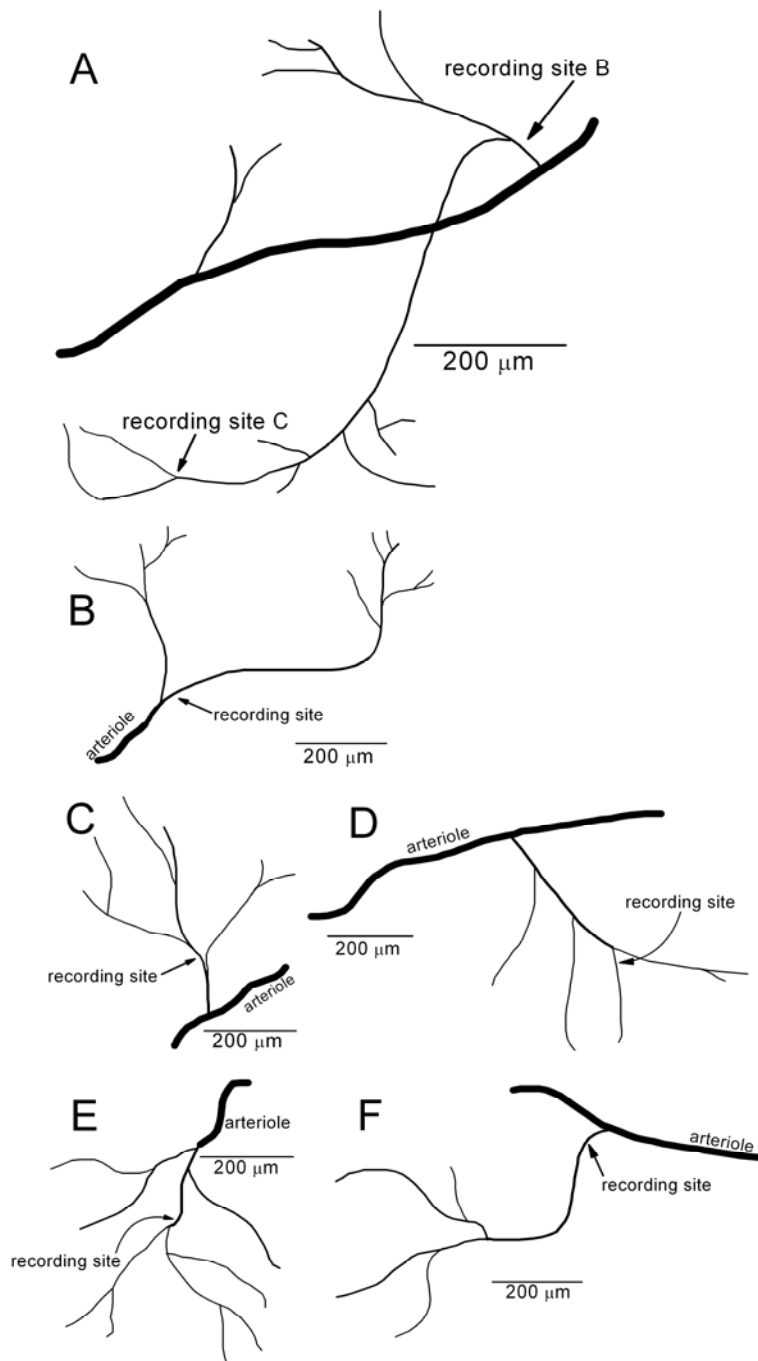 A
recording site B
200 μm
recording site C
B
arteriole
recording site
200 μm
C
recording site
arteriole
200 μm
D
arteriole
recording site
200 μm
E
arteriole
200 μm
recording site
F
arteriole
recording site
200 μm